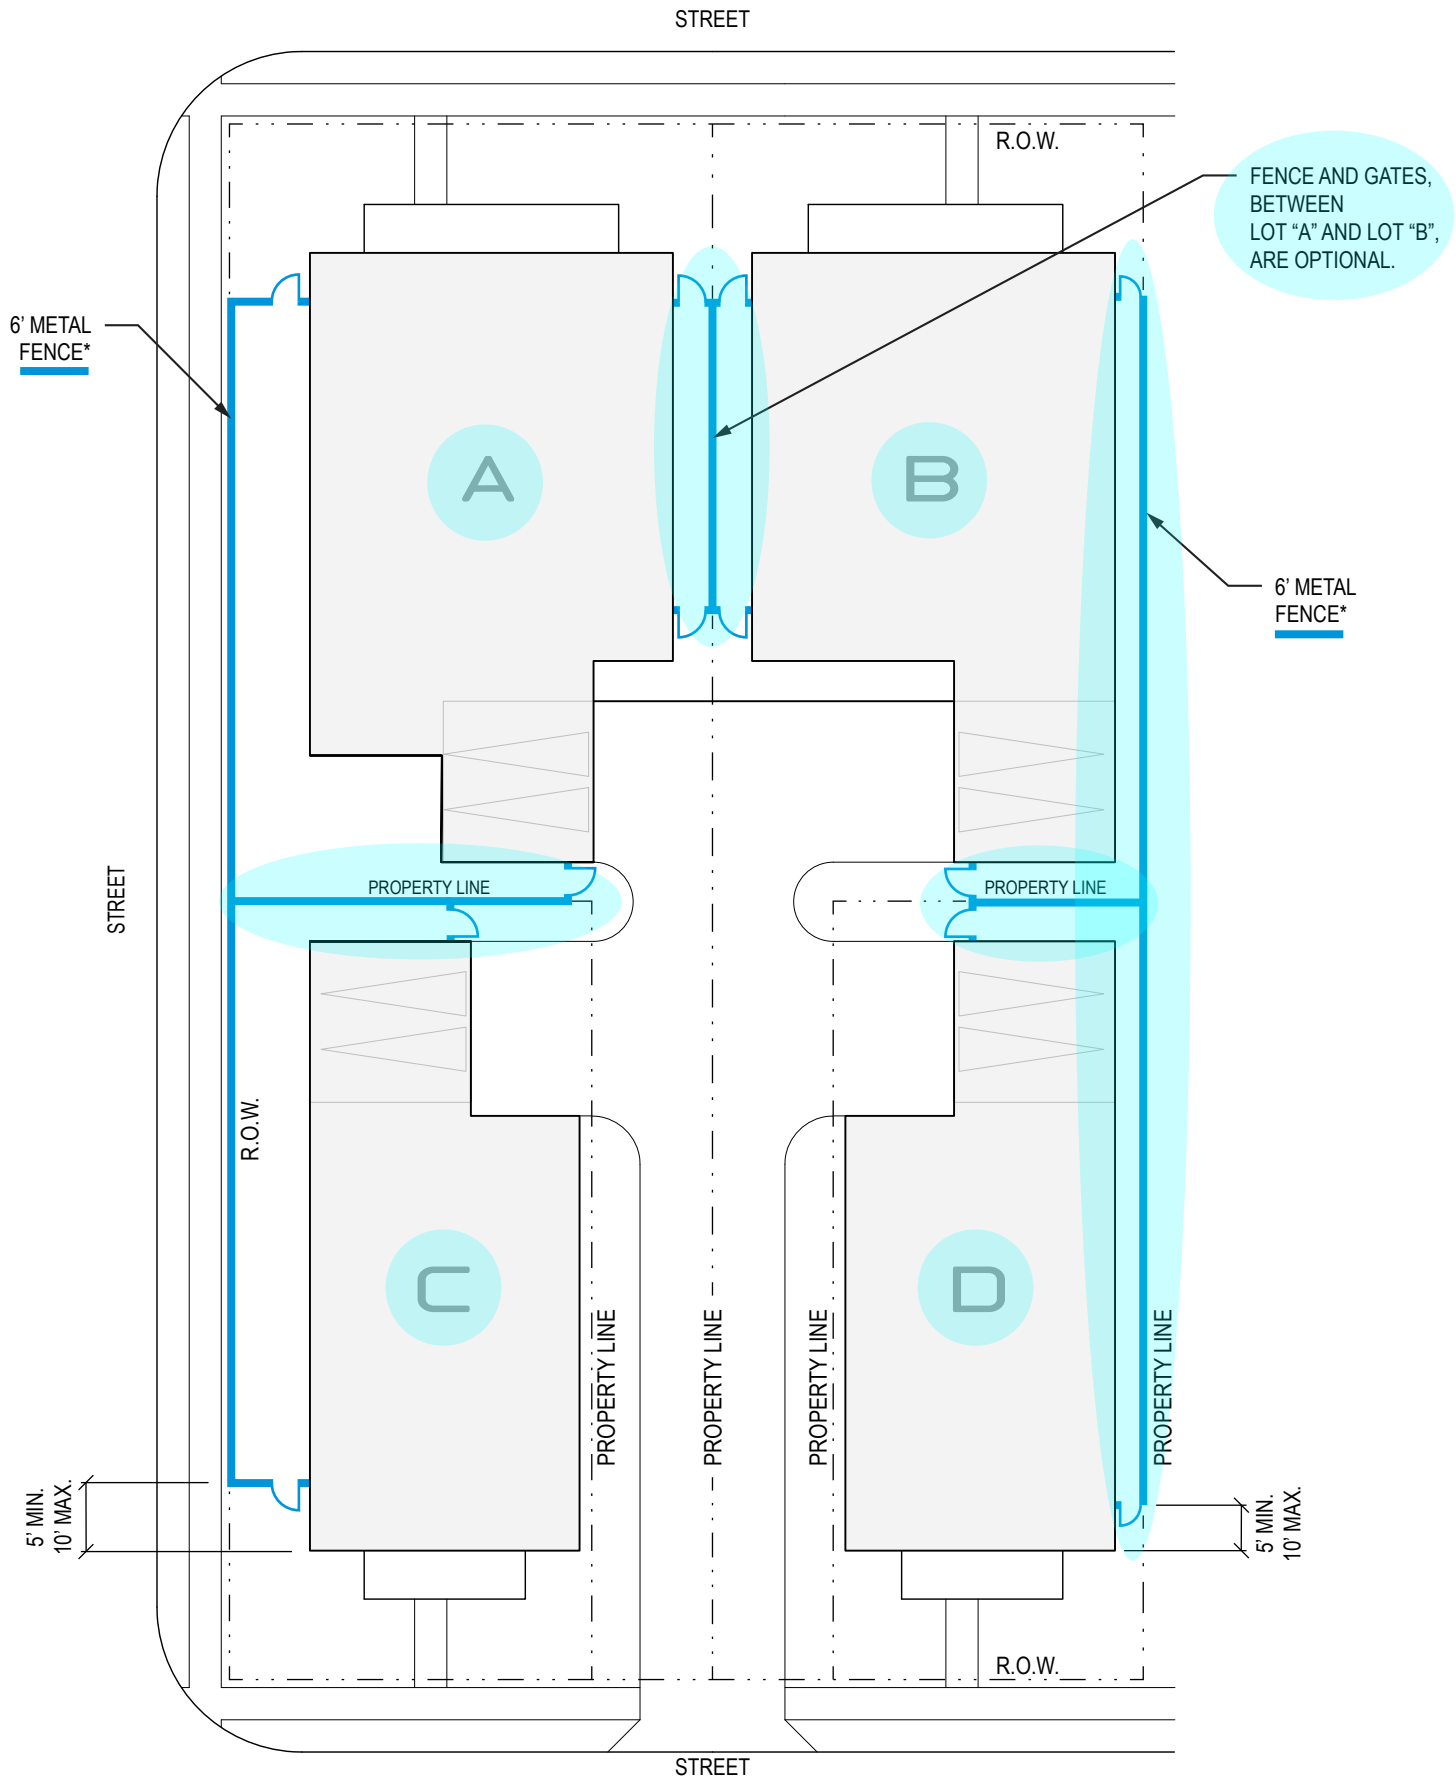 STREET
R.O.W.
FENCE AND GATES,
BETWEEN
LOT “A” AND LOT “B”,
ARE OPTIONAL.
6’ METAL
FENCE*
A
B
6’ METAL
FENCE*
PROPERTY LINE
PROPERTY LINE
STREET
R.O.W.
C
D
PROPERTY LINE
PROPERTY LINE
PROPERTY LINE
PROPERTY LINE
5’ MIN.
10’ MAX.
5’ MIN.
10’ MAX.
R.O.W.
STREET